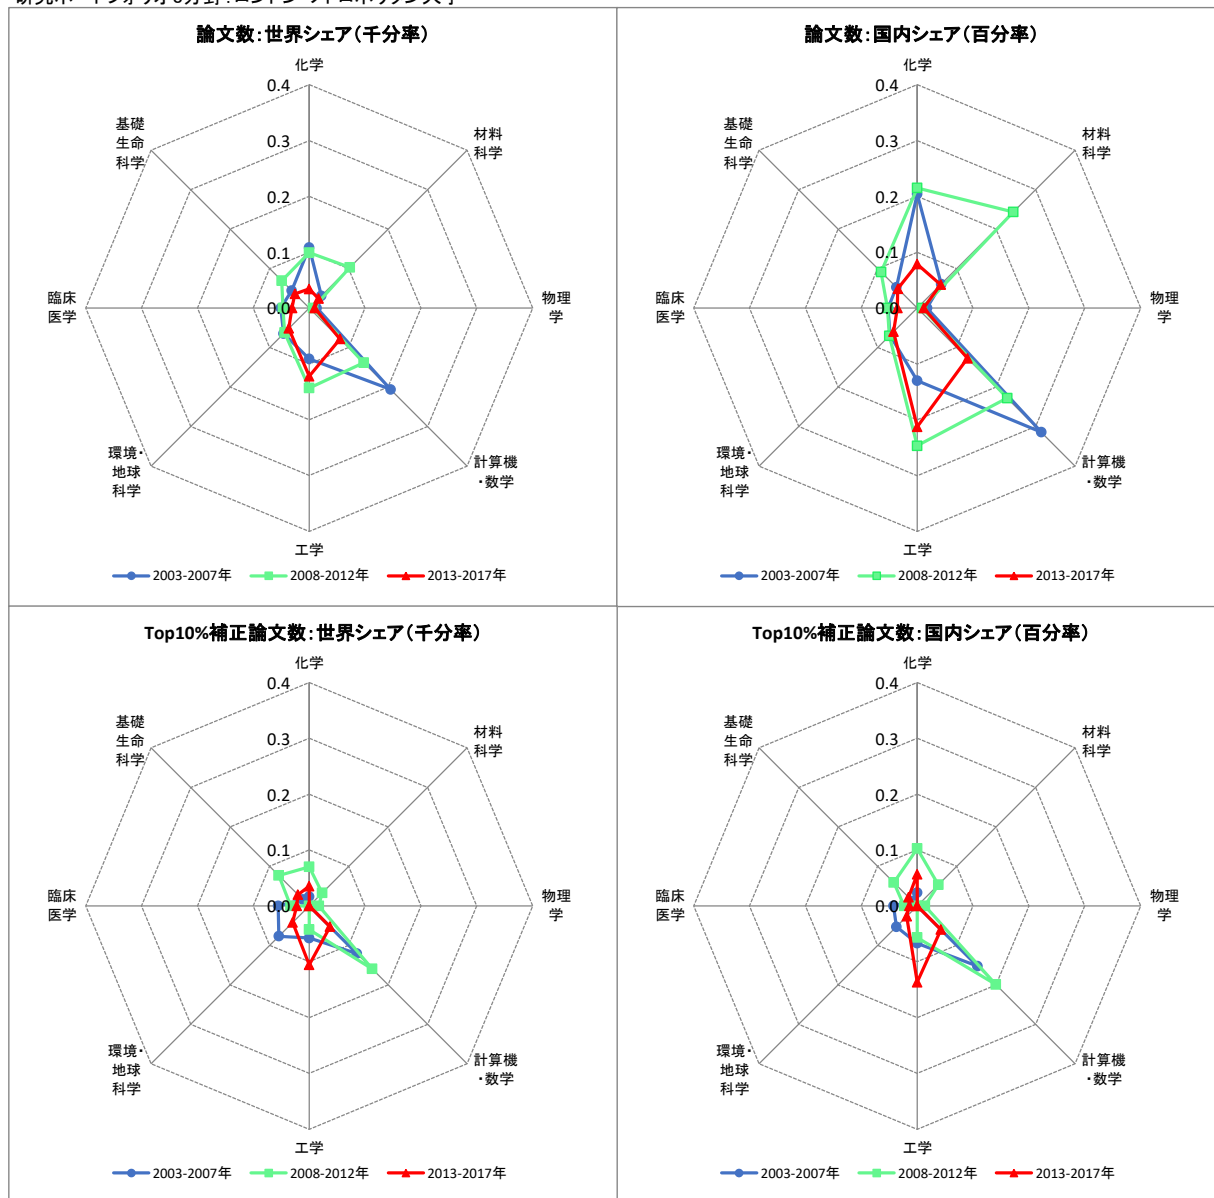 論文数：世界シェア（千分率）
化学
0.4
0.3
0.2
0.1
0.0
材料
科学
物理
学
計算機
・数学
工学
環境・
地球
科学
臨床
医学
基礎
生命
科学
2003-2007年
2008-2012年
2013-2017年
論文数：国内シェア（百分率）
化学
0.4
0.3
0.2
0.1
0.0
材料
科学
物理
学
計算機
・数学
工学
環境・
地球
科学
臨床
医学
基礎
生命
科学
2003-2007年
2008-2012年
2013-2017年
Top10%補正論文数：世界シェア（千分率）
化学
0.4
0.3
0.2
0.1
0.0
材料
科学
物理
学
計算機
・数学
工学
環境・
地球
科学
臨床
医学
基礎
生命
科学
2003-2007年
2008-2012年
2013-2017年
Top10%補正論文数：国内シェア（百分率）
化学
0.4
0.3
0.2
0.1
0.0
材料
科学
物理
学
計算機
・数学
工学
環境・
地球
科学
臨床
医学
基礎
生命
科学
2003-2007年
2008-2012年
2013-2017年